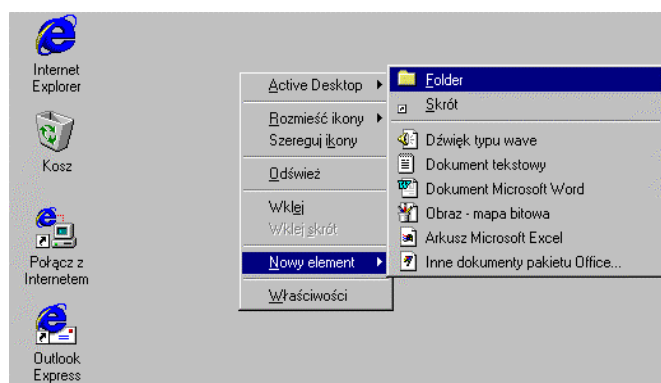 Internet
Explorer
Kosz
Połącz z
Internetem
Outlook
Express
Active Desktop
Rozmieść ikony
Szereguj ikony
Odśwież
Wklej
Wklej skrót
Nowy element
Właściwości
Folder
Skrót
Dźwięk typu wave
Dokument tekstowy
Dokument Microsoft Word
Obraz - mapa bitowa
Arkusz Microsoft Excel
Inne dokumenty pakietu Office...